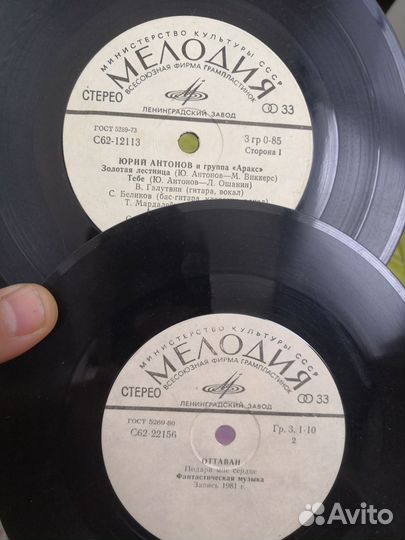 МИНИСТЕРСТВО КУЛЬТУРЫ СССР
МЕЛОДИЯ
ВСЕСОЮЗНАЯ ФИРМА ГРАМПЛАСТИНОК
СТЕРЕО
33
ЛЕНИНГРАДСКИЙ ЗАВОД
ГОСТ 5289-73
С62-12113
3 гр 0-85
Сторона 1
ЮРИЙ АНТОНОВ и группа «Аракс»
Золотая лестница (Ю. Антонов—М. Виккерс)
Тебе (Ю. Антонов—Л. Ошанин)
В. Галутвин (гитара, вокал)
С. Беликов (бас-гитара,
Т. Мардалей
МИНИСТЕРСТВО КУЛЬТУРЫ СССР
МЕЛОДИЯ
ВСЕСОЮЗНАЯ ФИРМА ГРАМПЛАСТИНОК
СТЕРЕО
33
ЛЕНИНГРАДСКИЙ ЗАВОД
ГОСТ 5289-80
С62-22156
Гр. 3. 1-10
2
ОТТАВАН
Подари мне сердце
Фантастическая музыка
Запись 1981 г.
Avito